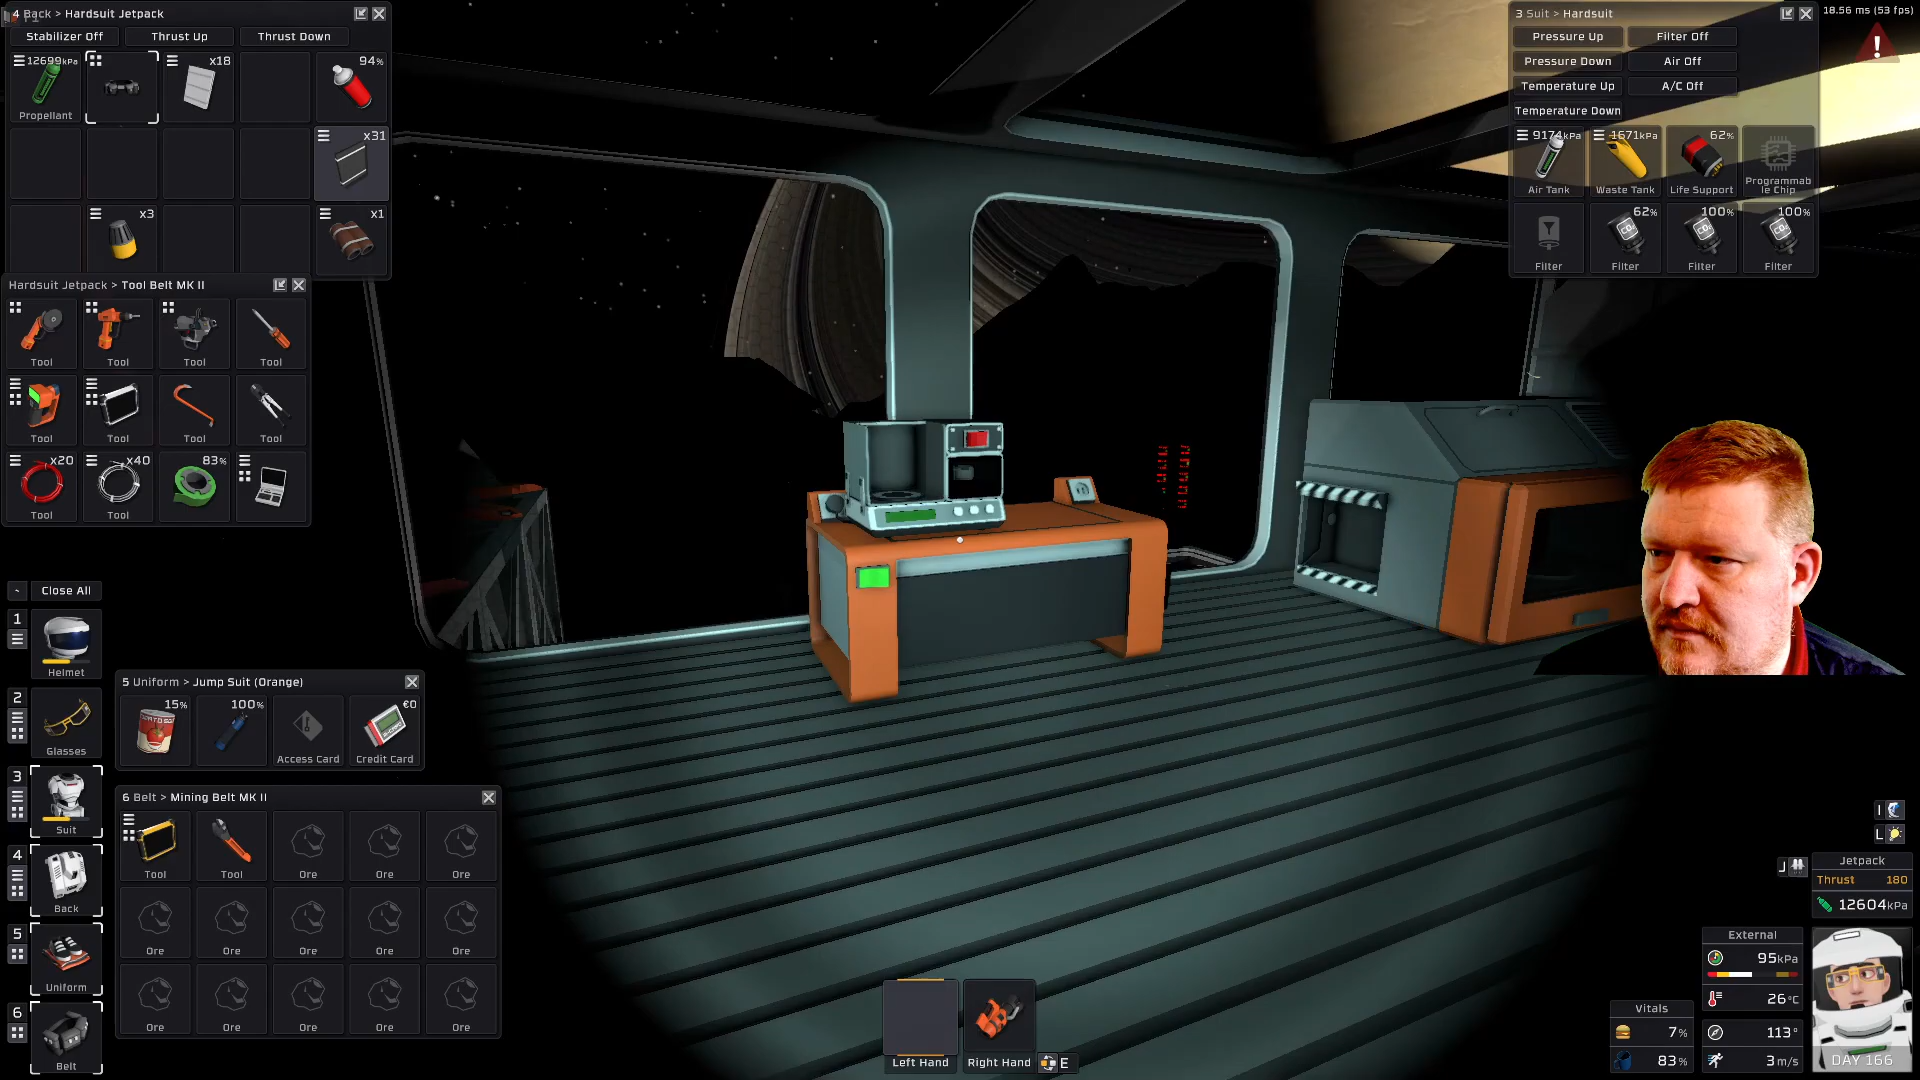 4 Back > Hardsuit Jetpack
Stabilizer Off
Thrust Up
Thrust Down
12699kPa
Propellant
x18
94%
x31
x3
x1
Hardsuit Jetpack > Tool Belt MK II
Tool
Tool
Tool
Tool
Tool
Tool
Tool
Tool
x20
Tool
x40
Tool
83%
~
Close All
1
Helmet
2
Glasses
3
Suit
4
Back
5
Uniform
6
Belt
5 Uniform > Jump Suit (Orange)
15%
100%
Access Card
€0
Credit Card
6 Belt > Mining Belt MK II
Tool
Tool
Ore
Ore
Ore
Ore
Ore
Ore
Ore
Ore
Ore
Ore
Ore
Ore
Ore
Left Hand
Right Hand
E
18.56 ms (53 fps)
3 Suit > Hardsuit
Pressure Up
Filter Off
Pressure Down
Air Off
Temperature Up
A/C Off
Temperature Down
9174kPa
Air Tank
1671kPa
Waste Tank
62%
Life Support
Programmab
le Chip
Filter
62%
Filter
100%
Filter
100%
Filter
I
L
J
Jetpack
Thrust 180
12604kPa
External
95kPa
26°C
113°
3m/s
Vitals
7%
83%
DAY 166